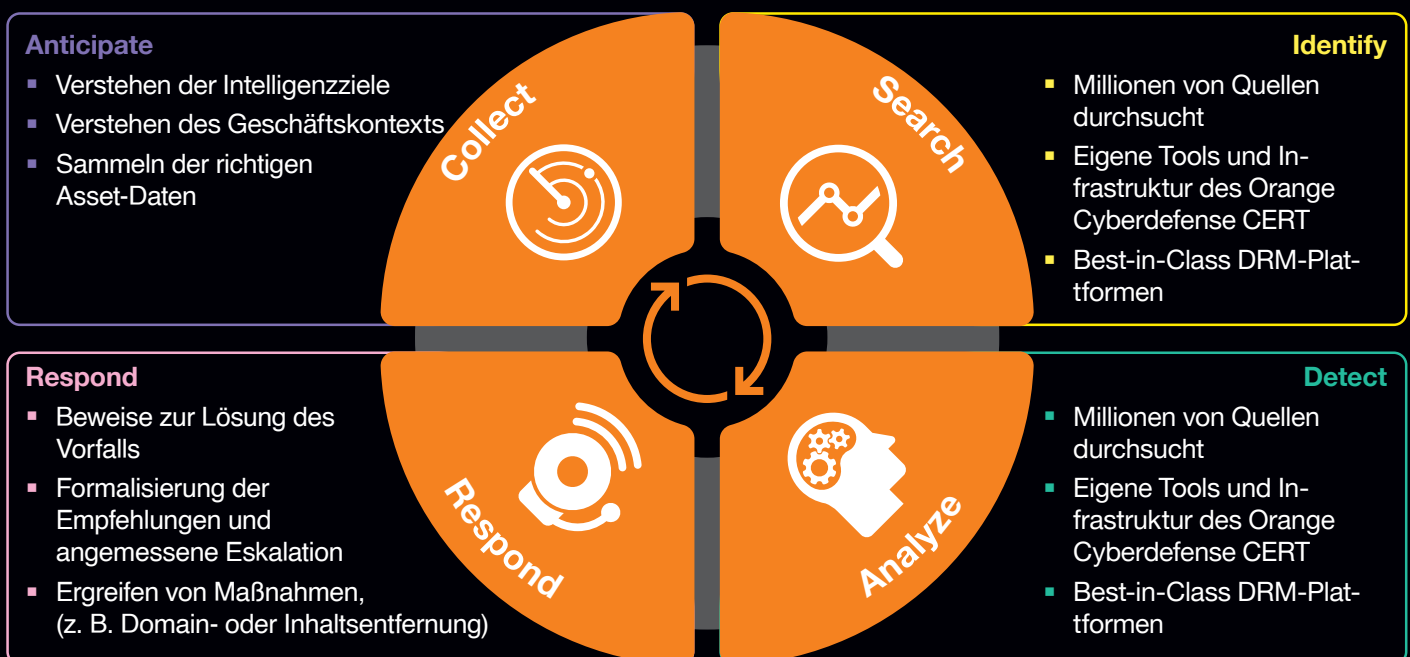 Anticipate
Verstehen der Intelligenzziele
Verstehen des Geschäftskontexts
Sammeln der richtigen
Asset-Daten
Collect
Search
Identify
Millionen von Quellen
durchsucht
Eigene Tools und In-
frastruktur des Orange
Cyberdefense CERT
Best-in-Class DRM-Plat-
tformen
Respond
Beweise zur Lösung des
Vorfalls
Formalisierung der
Empfehlungen und
angemessene Eskalation
Ergreifen von Maßnahmen,
(z. B. Domain- oder Inhaltsentfernung)
Respond
Analyze
Detect
Millionen von Quellen
durchsucht
Eigene Tools und In-
frastruktur des Orange
Cyberdefense CERT
Best-in-Class DRM-Plat-
tformen